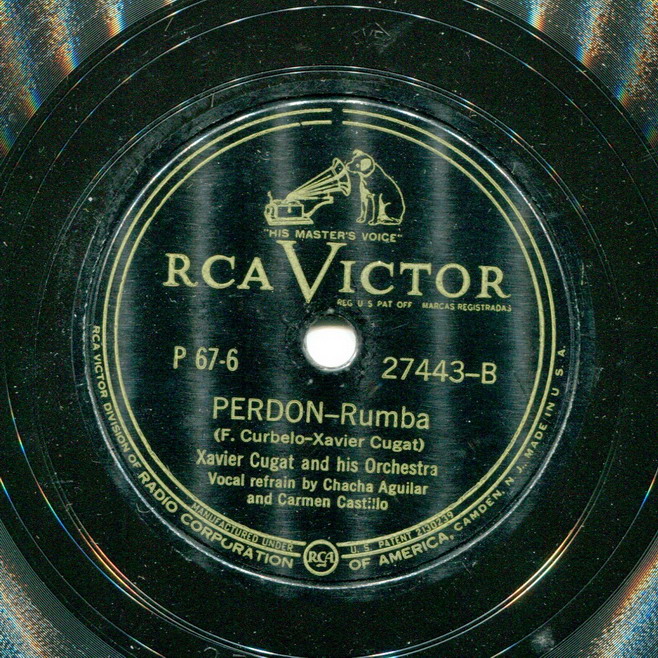 "HIS MASTER'S VOICE"
RCA VICTOR
REG. U S PAT OFF MARCAS REGISTRADAS
P 67-6
27443-B
PERDON-Rumba
(F. Curbelo-Xavier Cugat)
Xavier Cugat and his Orchestra
Vocal refrain by Chacha Aguilar
and Carmen Castillo
MANUFACTURED UNDER U. S. PATENT 2130239
RCA VICTOR DIVISION OF RADIO CORPORATION OF AMERICA, CAMDEN, N. J. MADE IN U. S. A.
RCA